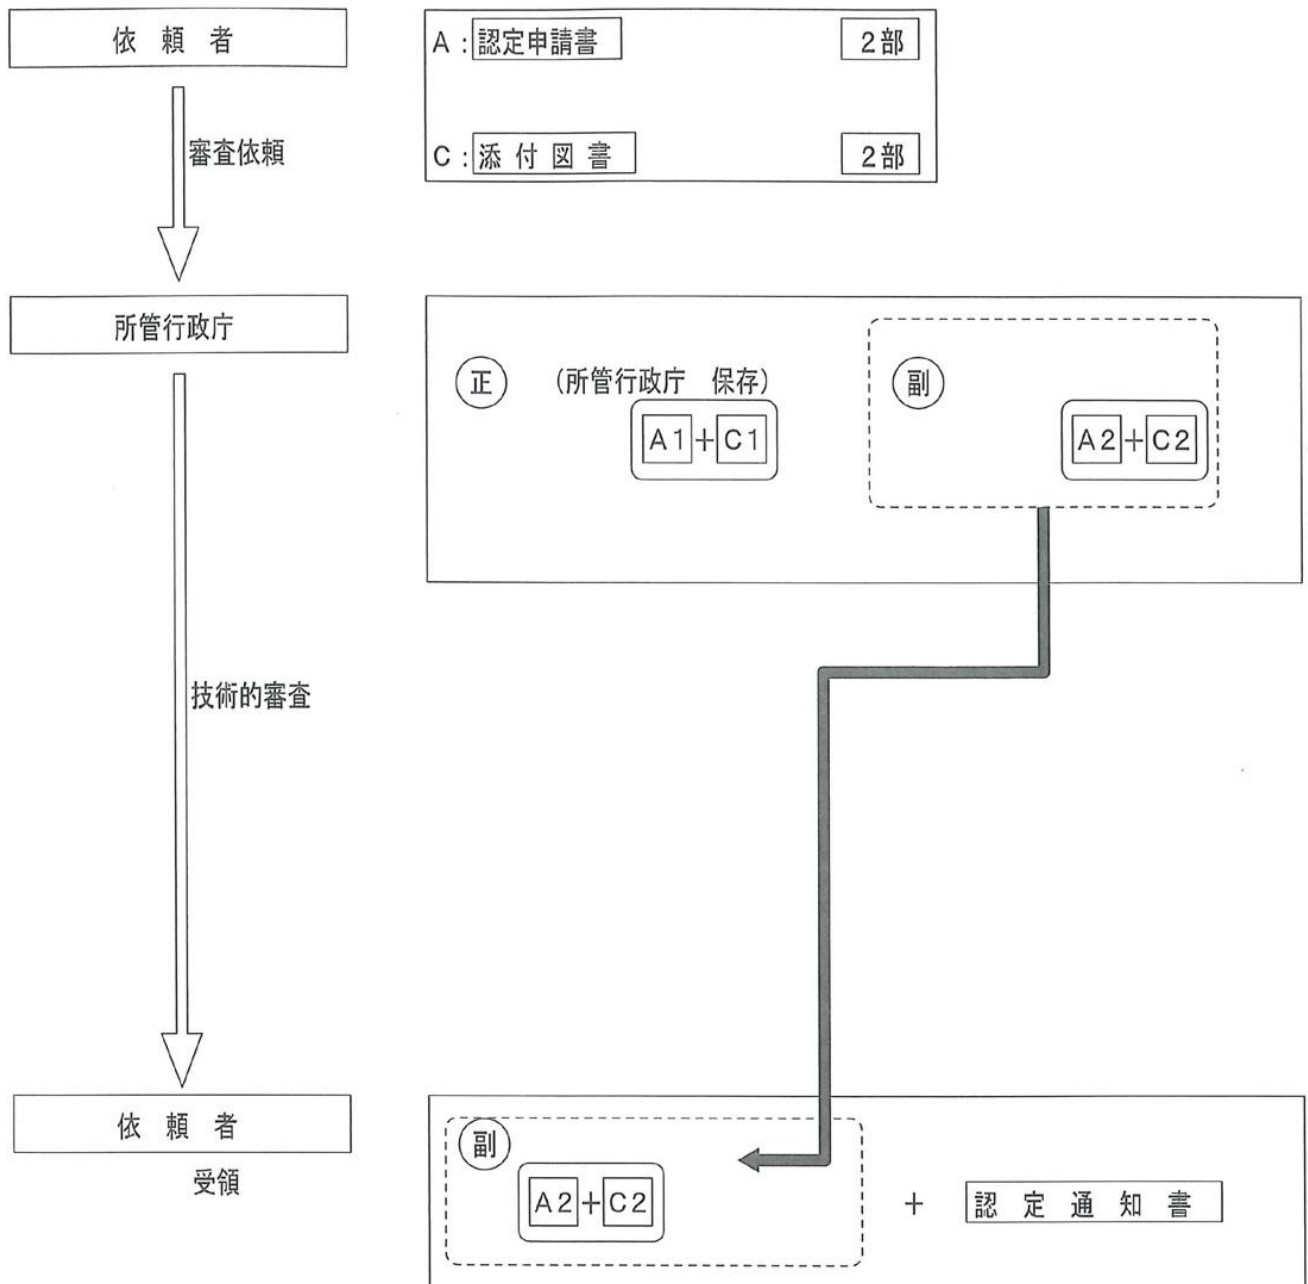 依頼者
A:認定申請書 2部
審査依頼
C:添付図書 2部
所管行政庁
正 (所管行政庁 保存) 副
A1+C1 A2+C2
技術的審査
依頼者
受領
副
A2+C2 + 認定通知書